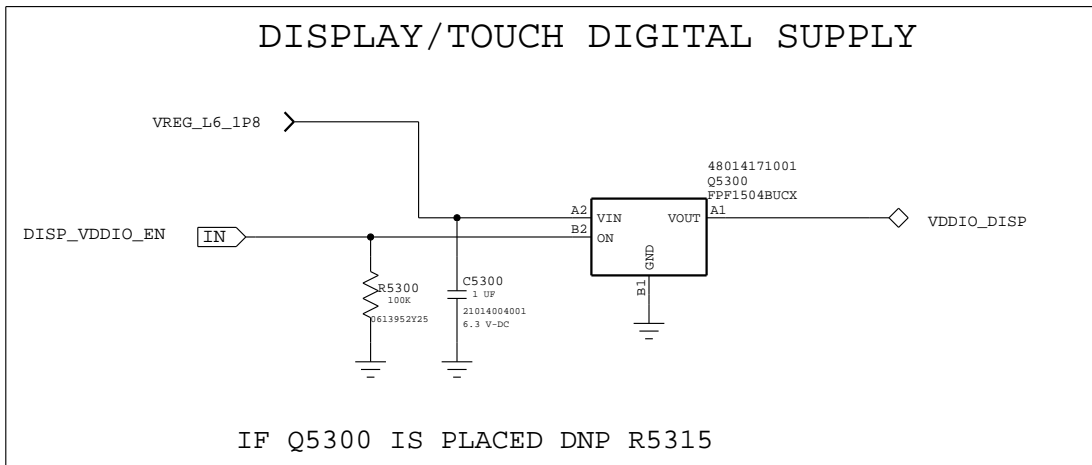 DISPLAY/TOUCH DIGITAL SUPPLY
VREG_L6_1P8
48014171001
Q5300
FPF1504BUCX
A2 VIN VOUT A1
VDDIO_DISP
DISP_VDDIO_EN IN
B2 ON
GND
B1
R5300
100K
0613952Y25
C5300
1 UF
21014004001
6.3 V-DC
IF Q5300 IS PLACED DNP R5315